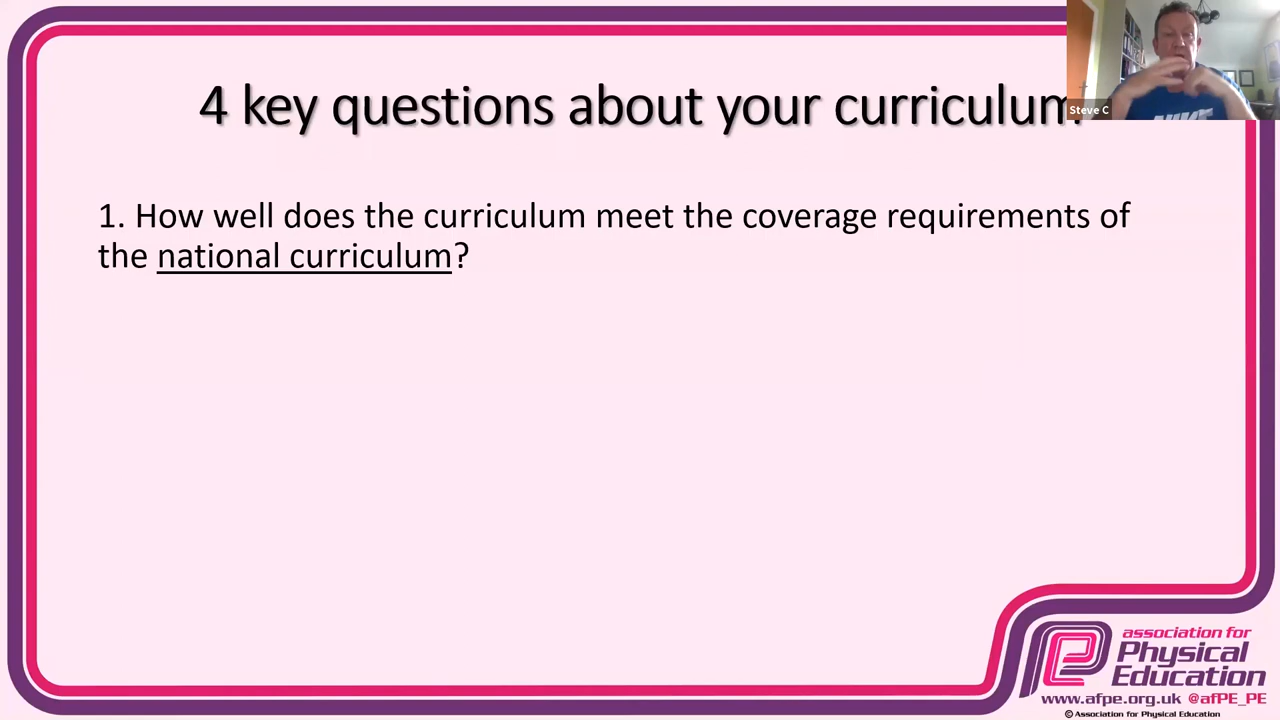 4 key questions about your curriculum
Steve C
NIKE
1. How well does the curriculum meet the coverage requirements of
the national curriculum?
association for
Physical
Education
www.afpe.org.uk @afPE_PE
© Association for Physical Education